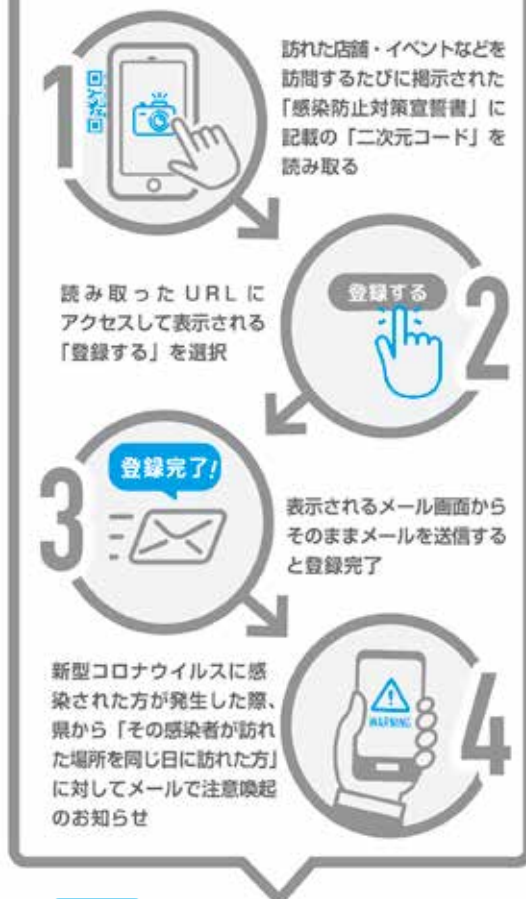 1
訪れた店舗・イベントなどを
訪問するたびに掲示された
「感染防止対策宣誓書」に
記載の「二次元コード」を
読み取る
読み取ったURLに
アクセスして表示される
「登録する」を選択
登録する
2
3
登録完了!
表示されるメール画面から
そのままメールを送信する
と登録完了
新型コロナウイルスに感
染された方が発生した際、
県から「その感染者が訪れ
た場所を同じ日に訪れた方」
に対してメールで注意喚起
のお知らせ
WARNING
4